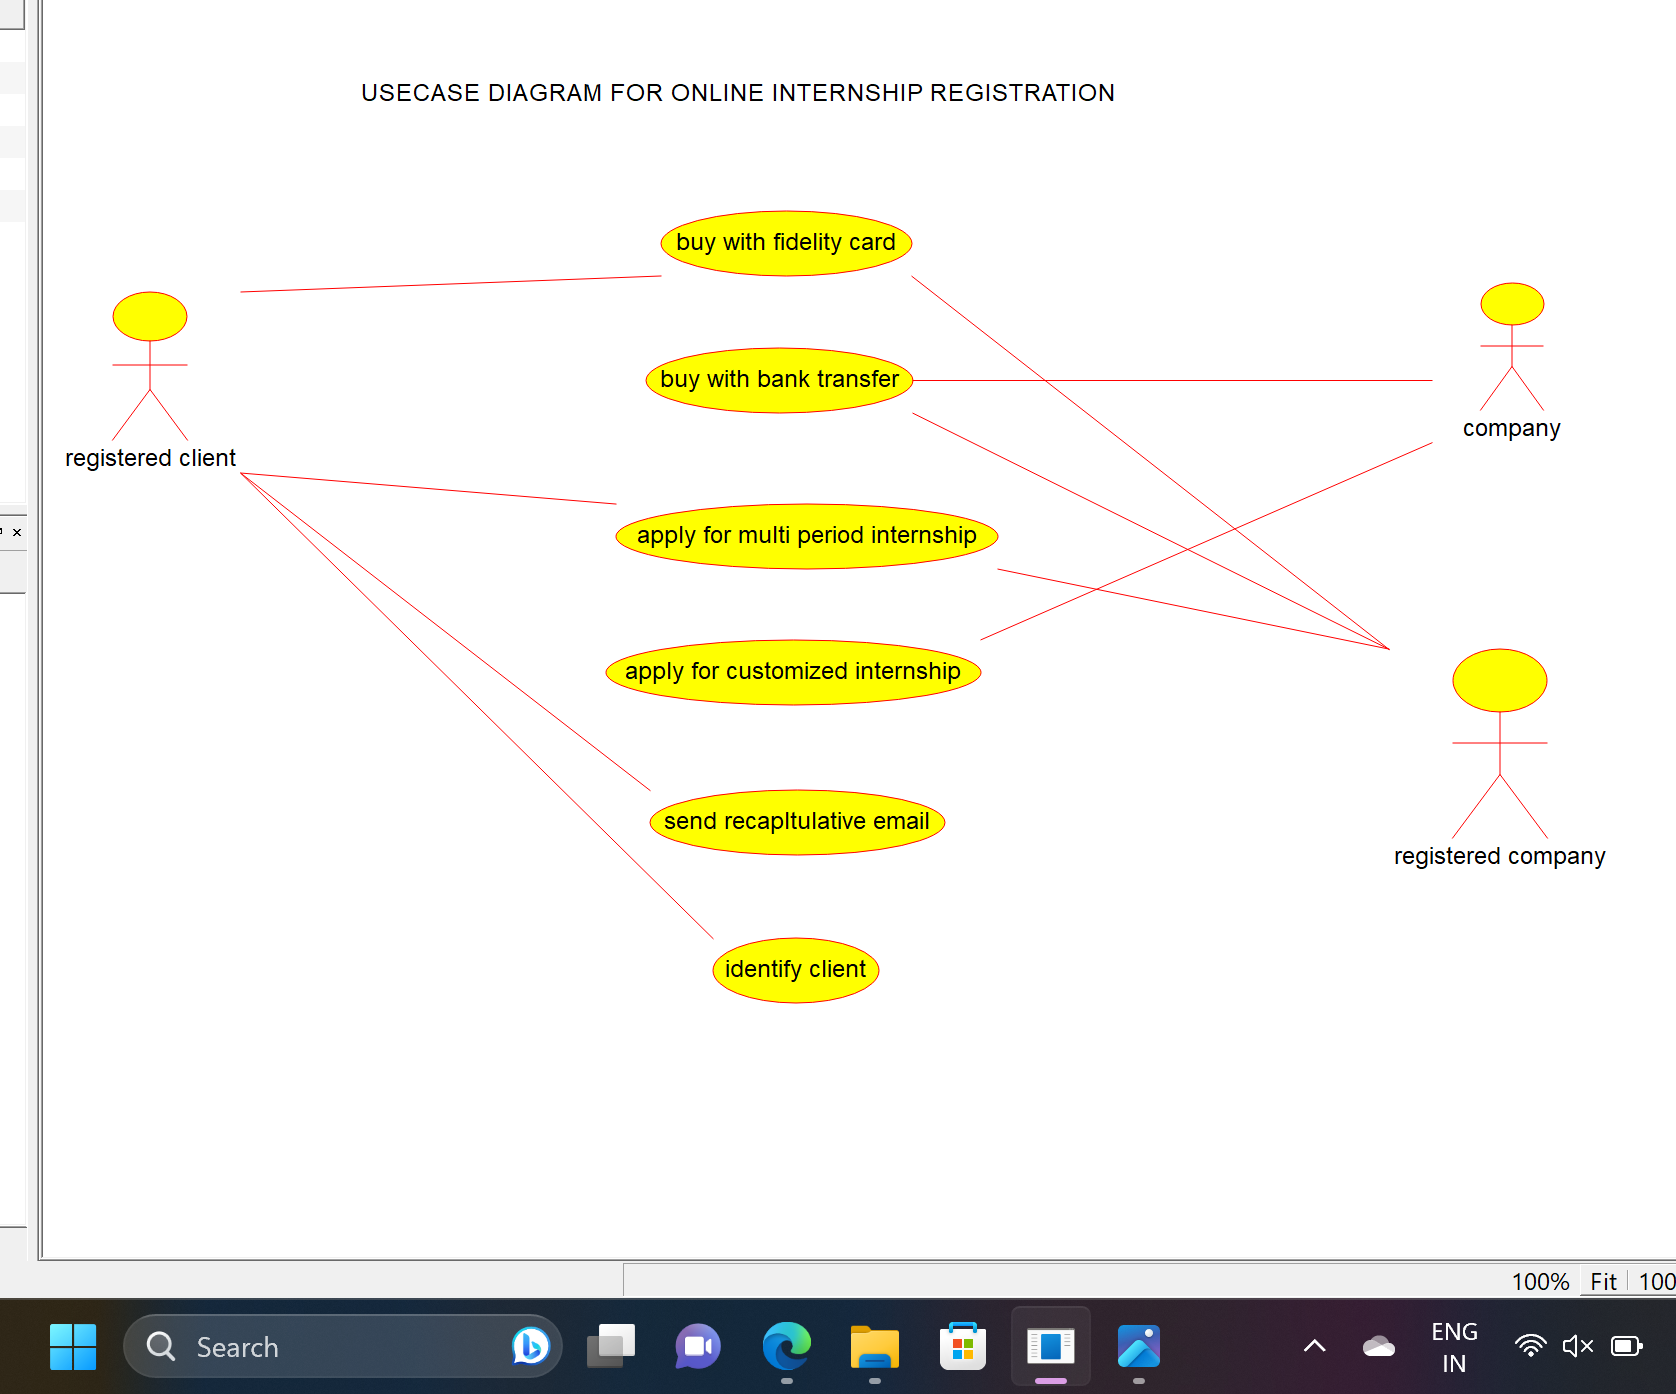 USECASE DIAGRAM FOR ONLINE INTERNSHIP REGISTRATION
buy with fidelity card
buy with bank transfer
company
registered client
apply for multi period internship
apply for customized internship
send recapltulative email
registered company
identify client
100%
Fit
100
Search
ENG
IN